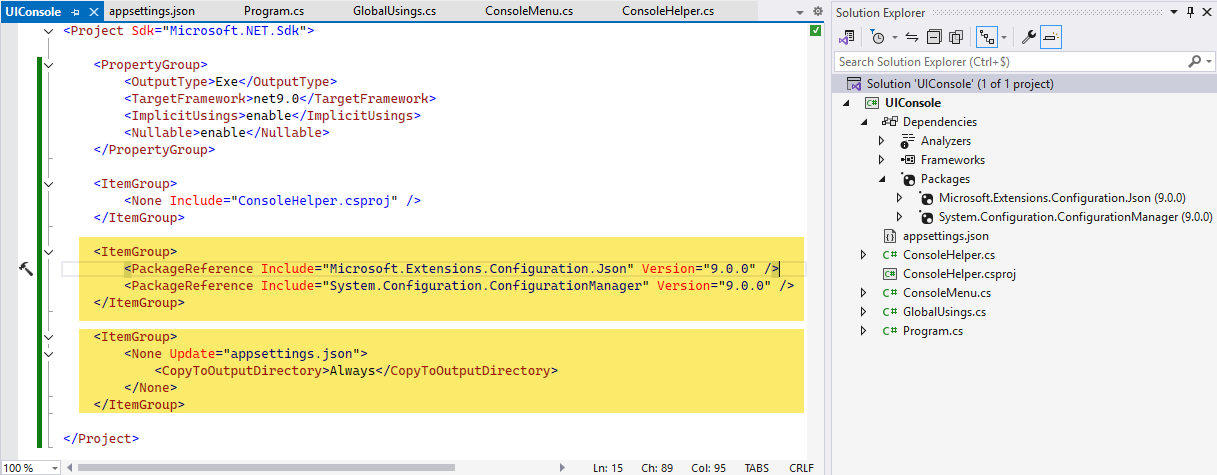 UIConsole
appsettings.json
Program.cs
GlobalUsings.cs
ConsoleMenu.cs
ConsoleHelper.cs
<Project Sdk="Microsoft.NET.Sdk">
<PropertyGroup>
<OutputType>Exe</OutputType>
<TargetFramework>net9.0</TargetFramework>
<ImplicitUsings>enable</ImplicitUsings>
<Nullable>enable</Nullable>
</PropertyGroup>
<ItemGroup>
<None Include="ConsoleHelper.csproj" />
</ItemGroup>
<ItemGroup>
<PackageReference Include="Microsoft.Extensions.Configuration.Json" Version="9.0.0" />
<PackageReference Include="System.Configuration.ConfigurationManager" Version="9.0.0" />
</ItemGroup>
<ItemGroup>
<None Update="appsettings.json">
<CopyToOutputDirectory>Always</CopyToOutputDirectory>
</None>
</ItemGroup>
</Project>
100 %
Ln: 15
Ch: 89
Col: 95
TABS
CRLF
Solution Explorer
Search Solution Explorer (Ctrl+$)
Solution 'UIConsole' (1 of 1 project)
C# UIConsole
Dependencies
Analyzers
Frameworks
Packages
Microsoft.Extensions.Configuration.Json (9.0.0)
System.Configuration.ConfigurationManager (9.0.0)
appsettings.json
C# ConsoleHelper.cs
C# ConsoleHelper.csproj
C# ConsoleMenu.cs
C# GlobalUsings.cs
C# Program.cs